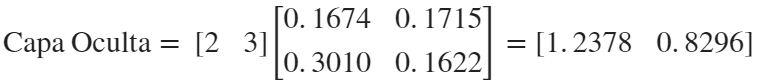 Capa Oculta = [2 3] [0.1674 0.1715
0.3010 0.1622] = [1.2378 0.8296]